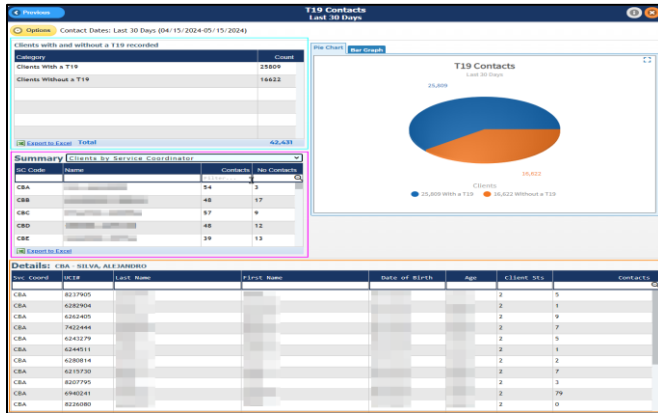 Previous
T19 Contacts
Last 30 Days
Options Contact Dates: Last 30 Days (04/15/2024-05/15/2024)
Clients with and without a T19 recorded
Category Count
Clients With a T19 25809
Clients Without a T19 16622
Export to Excel Total 42,431
Pie Chart Bar Graph
T19 Contacts
Last 30 Days
25,809
16,622
Clients
25,809 With a T19 16,622 Without a T19
Summary Clients by Service Coordinator
SC Code Name Contacts No Contacts
CBA 54 3
CBB 48 17
CBC 57 9
CBD 48 12
CBE 39 13
Export to Excel
Details: CBA - SILVA, ALEJANDRO
Svc Coord UCI# Last Name First Name Date of Birth Age Client Sts Contacts
CBA 8237905 2 5
CBA 6282904 2 1
CBA 6262405 2 9
CBA 7422444 2 7
CBA 6243279 2 5
CBA 6244511 2 1
CBA 6280814 2 2
CBA 6215730 2 7
CBA 8207795 2 3
CBA 6940241 2 79
CBA 8226080 2 0